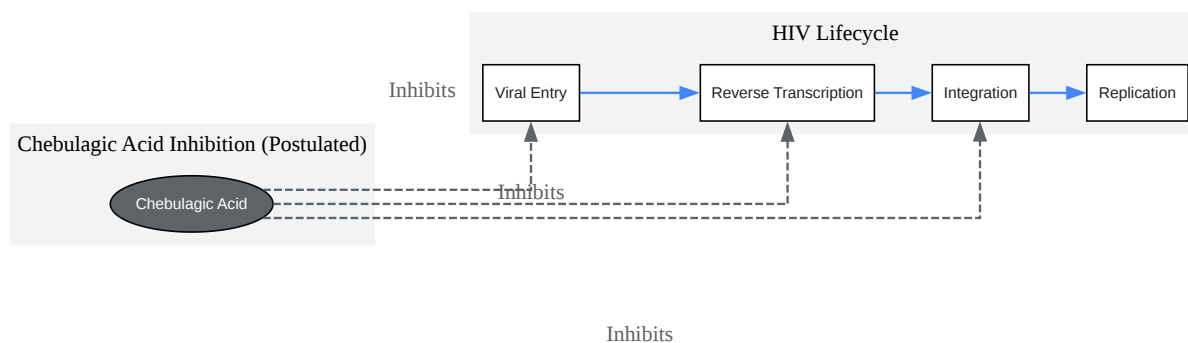 HIV Lifecycle
Inhibits
Viral Entry
Reverse Transcription
Integration
Replication
Chebulagic Acid Inhibition (Postulated)
Inhibits
Chebulagic Acid
Inhibits